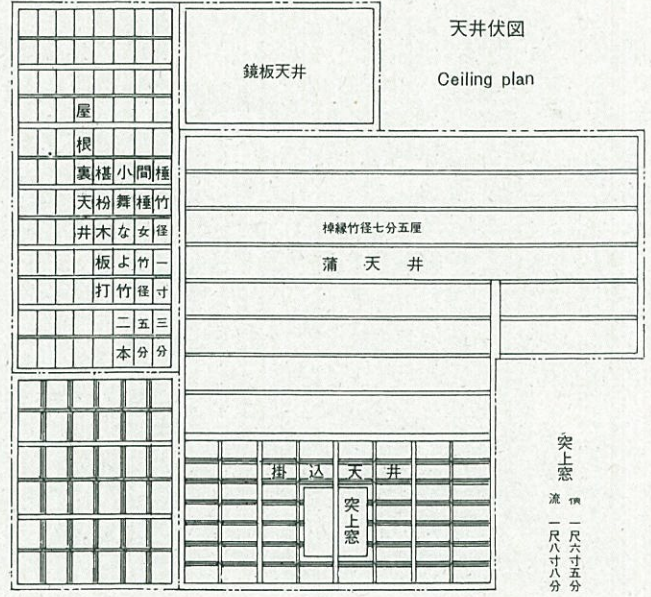 天井伏図
Ceiling plan
鏡板天井
屋根裏天井
椹枌木板打
小舞なよ竹二本
間棰女竹径五分
棰竹径一寸三分
棹縁竹径七分五厘
蒲天井
掛込天井
突上窓
突上窓
横 一尺六寸五分
流 一尺八寸八分